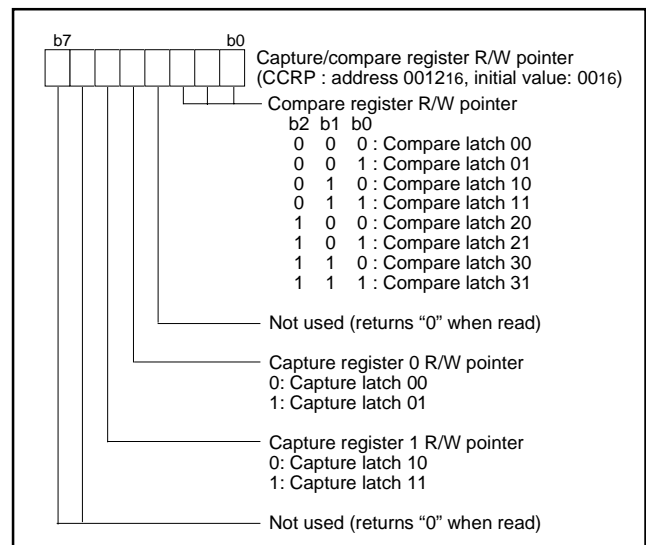 b7 b0
Capture/compare register R/W pointer
(CCRP : address 001216, initial value: 0016)
Compare register R/W pointer
b2 b1 b0
0 0 0 : Compare latch 00
0 0 1 : Compare latch 01
0 1 0 : Compare latch 10
0 1 1 : Compare latch 11
1 0 0 : Compare latch 20
1 0 1 : Compare latch 21
1 1 0 : Compare latch 30
1 1 1 : Compare latch 31
Not used (returns “0” when read)
Capture register 0 R/W pointer
0: Capture latch 00
1: Capture latch 01
Capture register 1 R/W pointer
0: Capture latch 10
1: Capture latch 11
Not used (returns “0” when read)